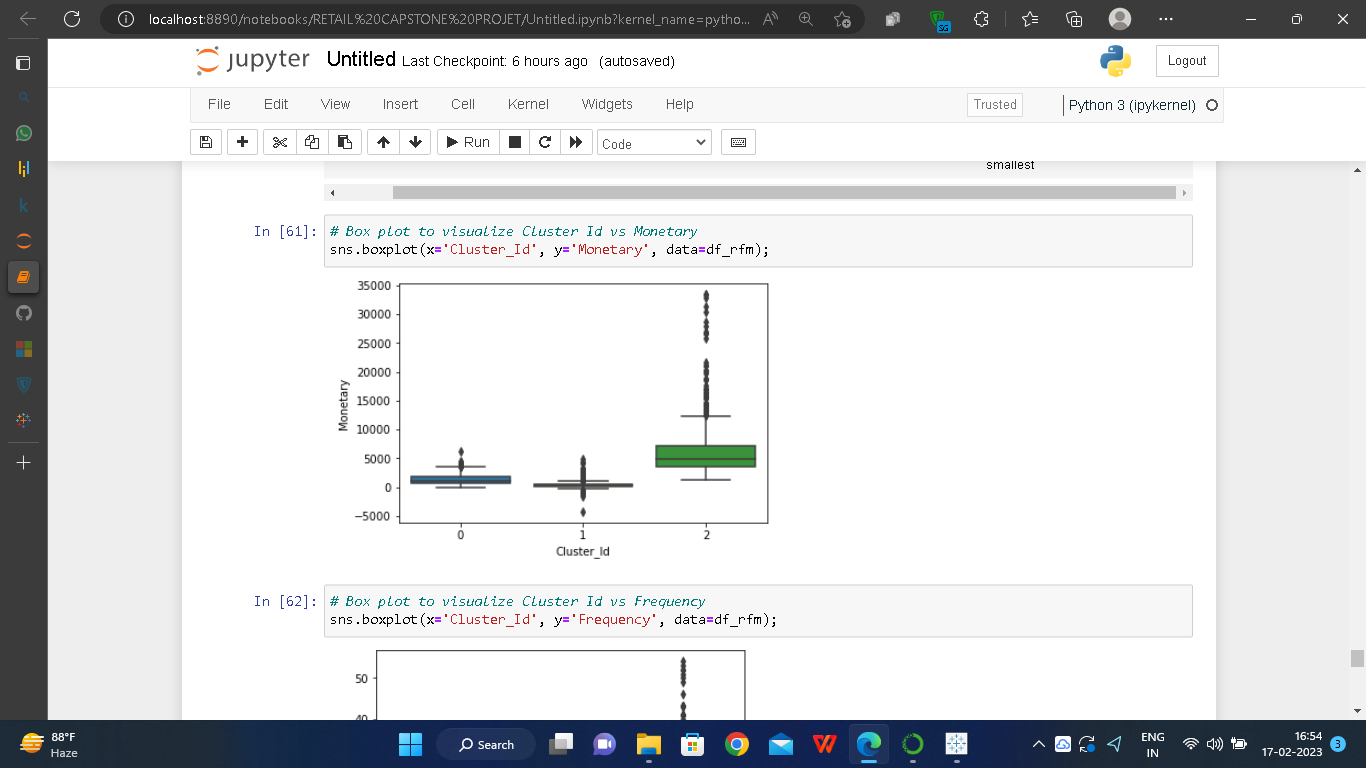 localhost:8890/notebooks/RETAIL%20CAPSTONE%20PROJET/Untitled.ipynb?kernel_name=pytho...
SG
jupyter Untitled Last Checkpoint: 6 hours ago (autosaved)
Logout
File Edit View Insert Cell Kernel Widgets Help
Trusted
Python 3 (ipykernel)
Run
Code
smallest
In [61]:
# Box plot to visualize Cluster Id vs Monetary
sns.boxplot(x='Cluster_Id', y='Monetary', data=df_rfm);
35000
30000
25000
20000
15000
10000
5000
0
−5000
Monetary
0 1 2
Cluster_Id
In [62]:
# Box plot to visualize Cluster Id vs Frequency
sns.boxplot(x='Cluster_Id', y='Frequency', data=df_rfm);
50
40
88°F
Haze
Search
ENG
IN
16:54
17-02-2023
3